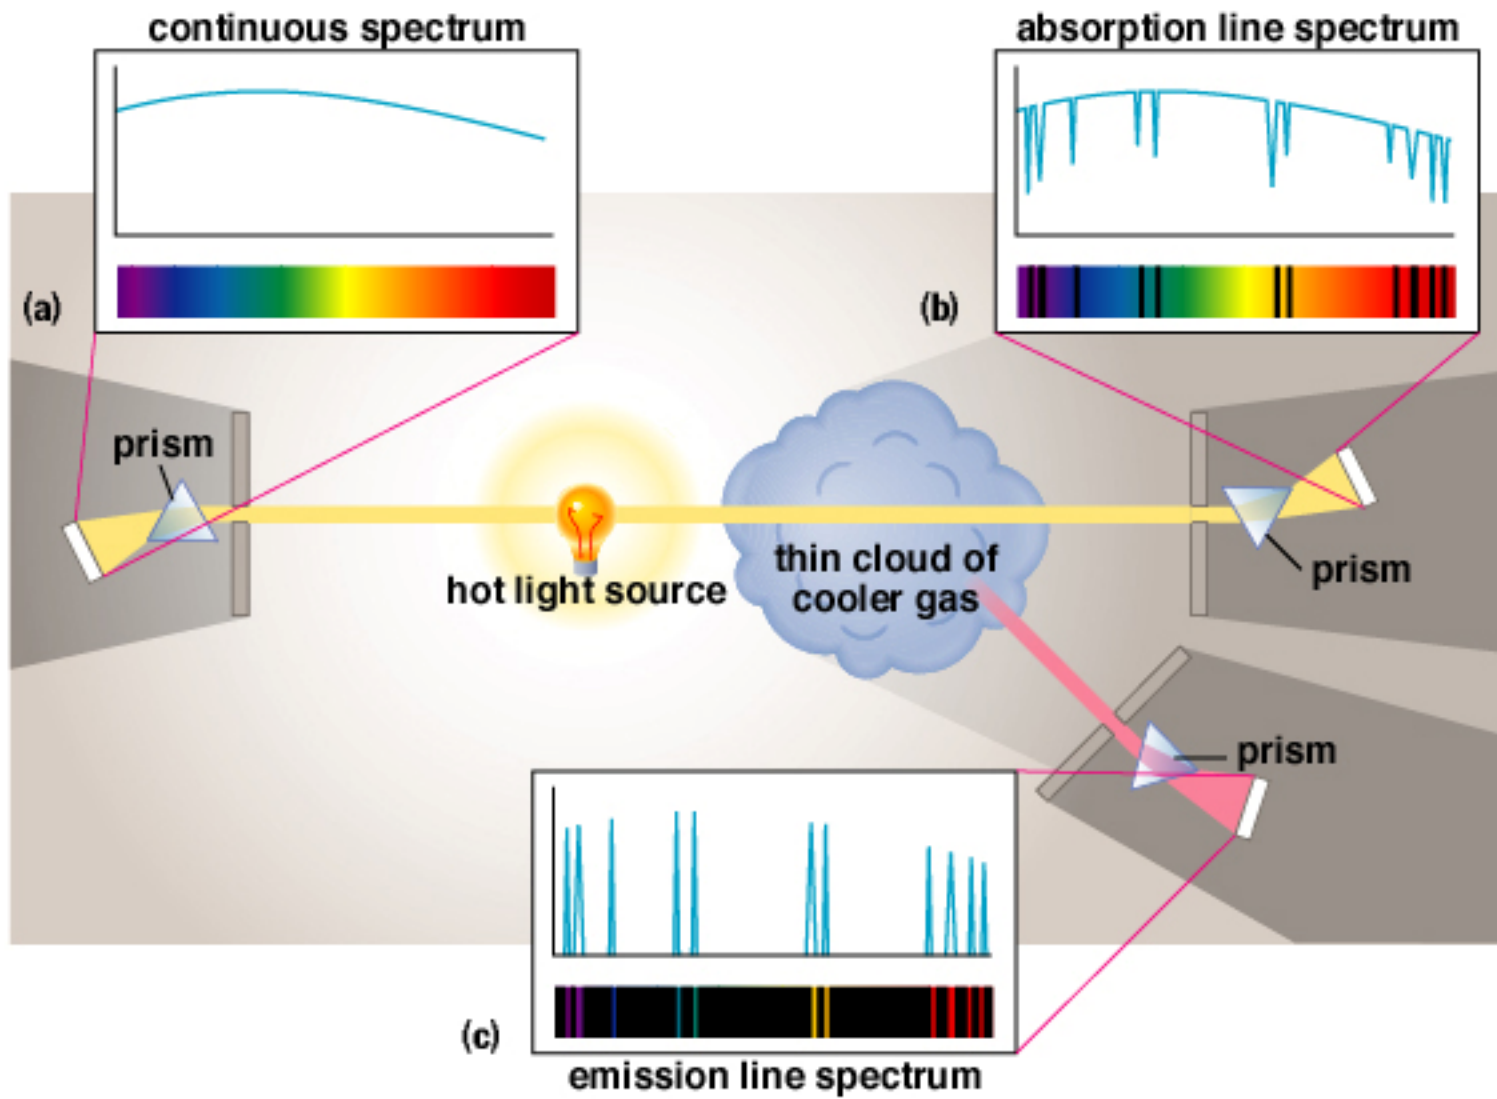 continuous spectrum
absorption line spectrum
(a)
(b)
prism
hot light source
thin cloud of
cooler gas
prism
prism
(c)
emission line spectrum